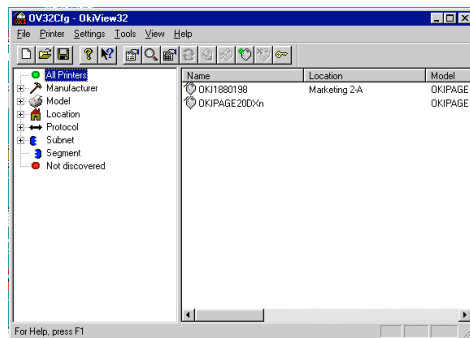 OV32Cfg - OkiView32
File Printer Settings Tools View Help
All Printers
Manufacturer
Model
Location
Protocol
Subnet
Segment
Not discovered
Name Location Model
OKI1880198 Marketing 2-A OKIPAGE
OKIPAGE20DXn OKIPAGE
For Help, press F1